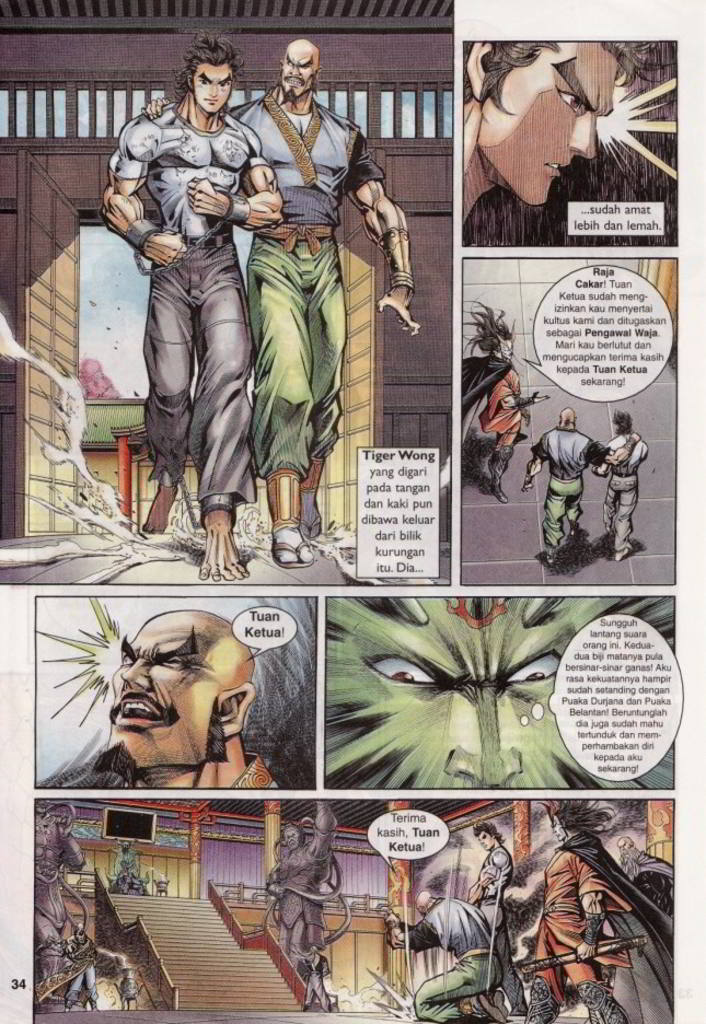 Tiger Wong
yang digari
pada tangan
dan kaki pun
dibawa keluar
dari bilik
kurungan
itu. Dia...
...sudah amat
lebih dan lemah.
Raja
Cakar! Tuan
Ketua sudah meng-
izinkan kau menyertai
kultus kami dan ditugaskan
sebagai Pengawal Waja.
Mari kau berlutut dan
mengucapkan terima kasih
kepada Tuan Ketua
sekarang!
Tuan
Ketua!
Sungguh
lantang suara
orang ini. Kedua-
dua biji matanya pula
bersinar-sinar ganas! Aku
rasa kekuatannya hampir
sudah setanding dengan
Puaka Durjana dan Puaka
Belantan! Beruntunglah
dia juga sudah mahu
tertunduk dan mem-
perhambakan diri
kepada aku
sekarang!
Terima
kasih, Tuan
Ketua!
34